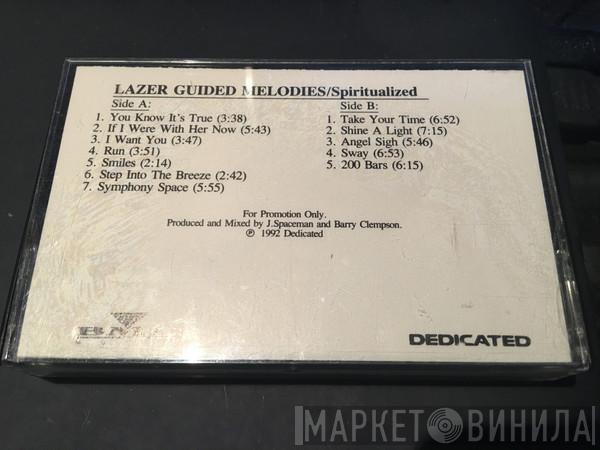 LAZER GUIDED MELODIES/Spiritualized
Side A:
1. You Know It's True (3:38)
2. If I Were With Her Now (5:43)
3. I Want You (3:47)
4. Run (3:51)
5. Smiles (2:14)
6. Step Into The Breeze (2:42)
7. Symphony Space (5:55)
Side B:
1. Take Your Time (6:52)
2. Shine A Light (7:15)
3. Angel Sigh (5:46)
4. Sway (6:53)
5. 200 Bars (6:15)
For Promotion Only.
Produced and Mixed by J.Spaceman and Barry Clempson.
℗ 1992 Dedicated
DEDICATED
МАРКЕТ ВИНИЛА